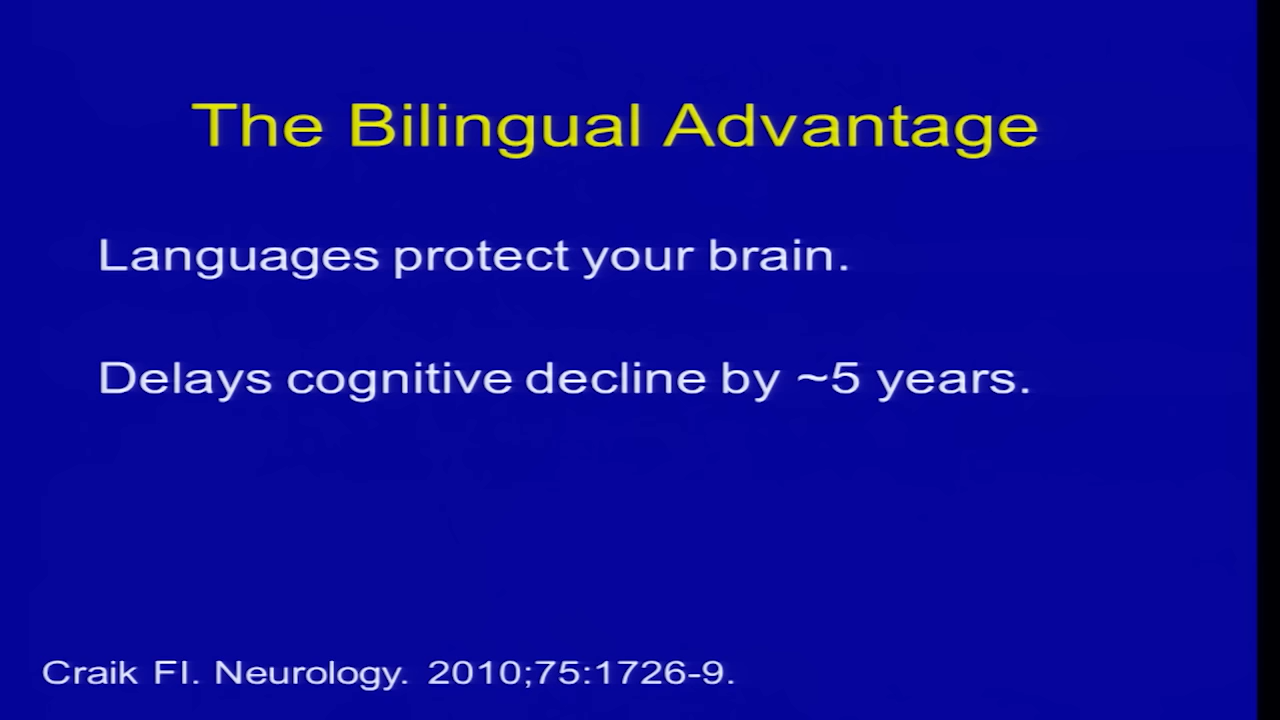 The Bilingual Advantage
Languages protect your brain.
Delays cognitive decline by ~5 years.
Craik FI. Neurology. 2010;75:1726-9.